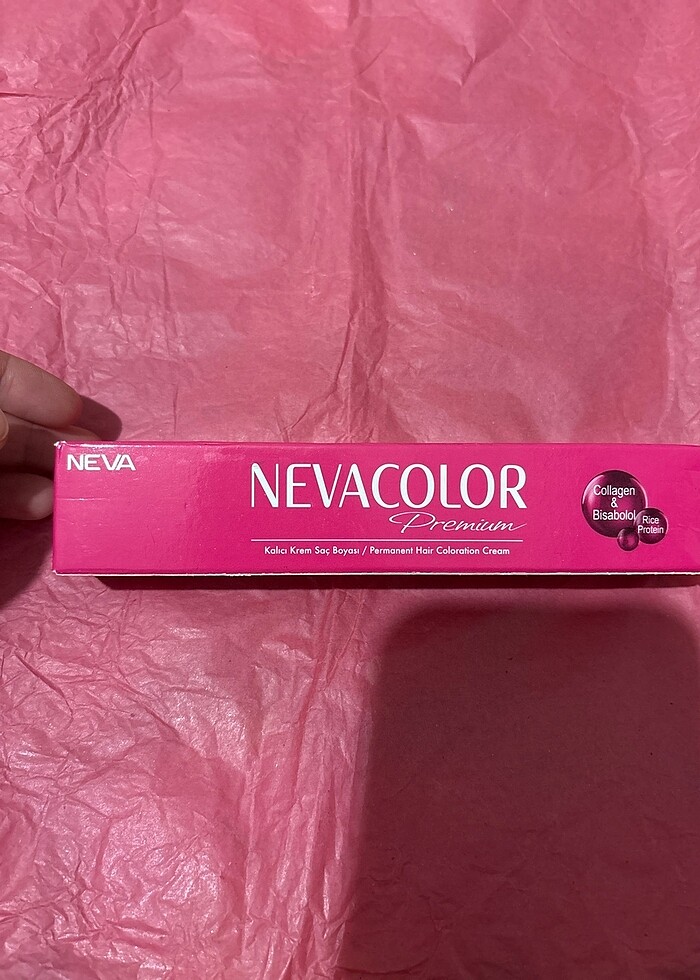 NEVA
NEVACOLOR
Premium
Kalıcı Krem Saç Boyası / Permanent Hair Coloration Cream
Collagen
&
Bisabolol
Rice
Protein